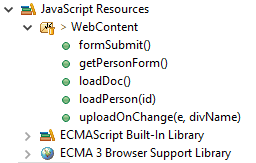 JavaScript Resources
> WebContent
formSubmit()
getPersonForm()
loadDoc()
loadPerson(id)
uploadOnChange(e, divName)
ECMAScript Built-In Library
ECMA 3 Browser Support Library